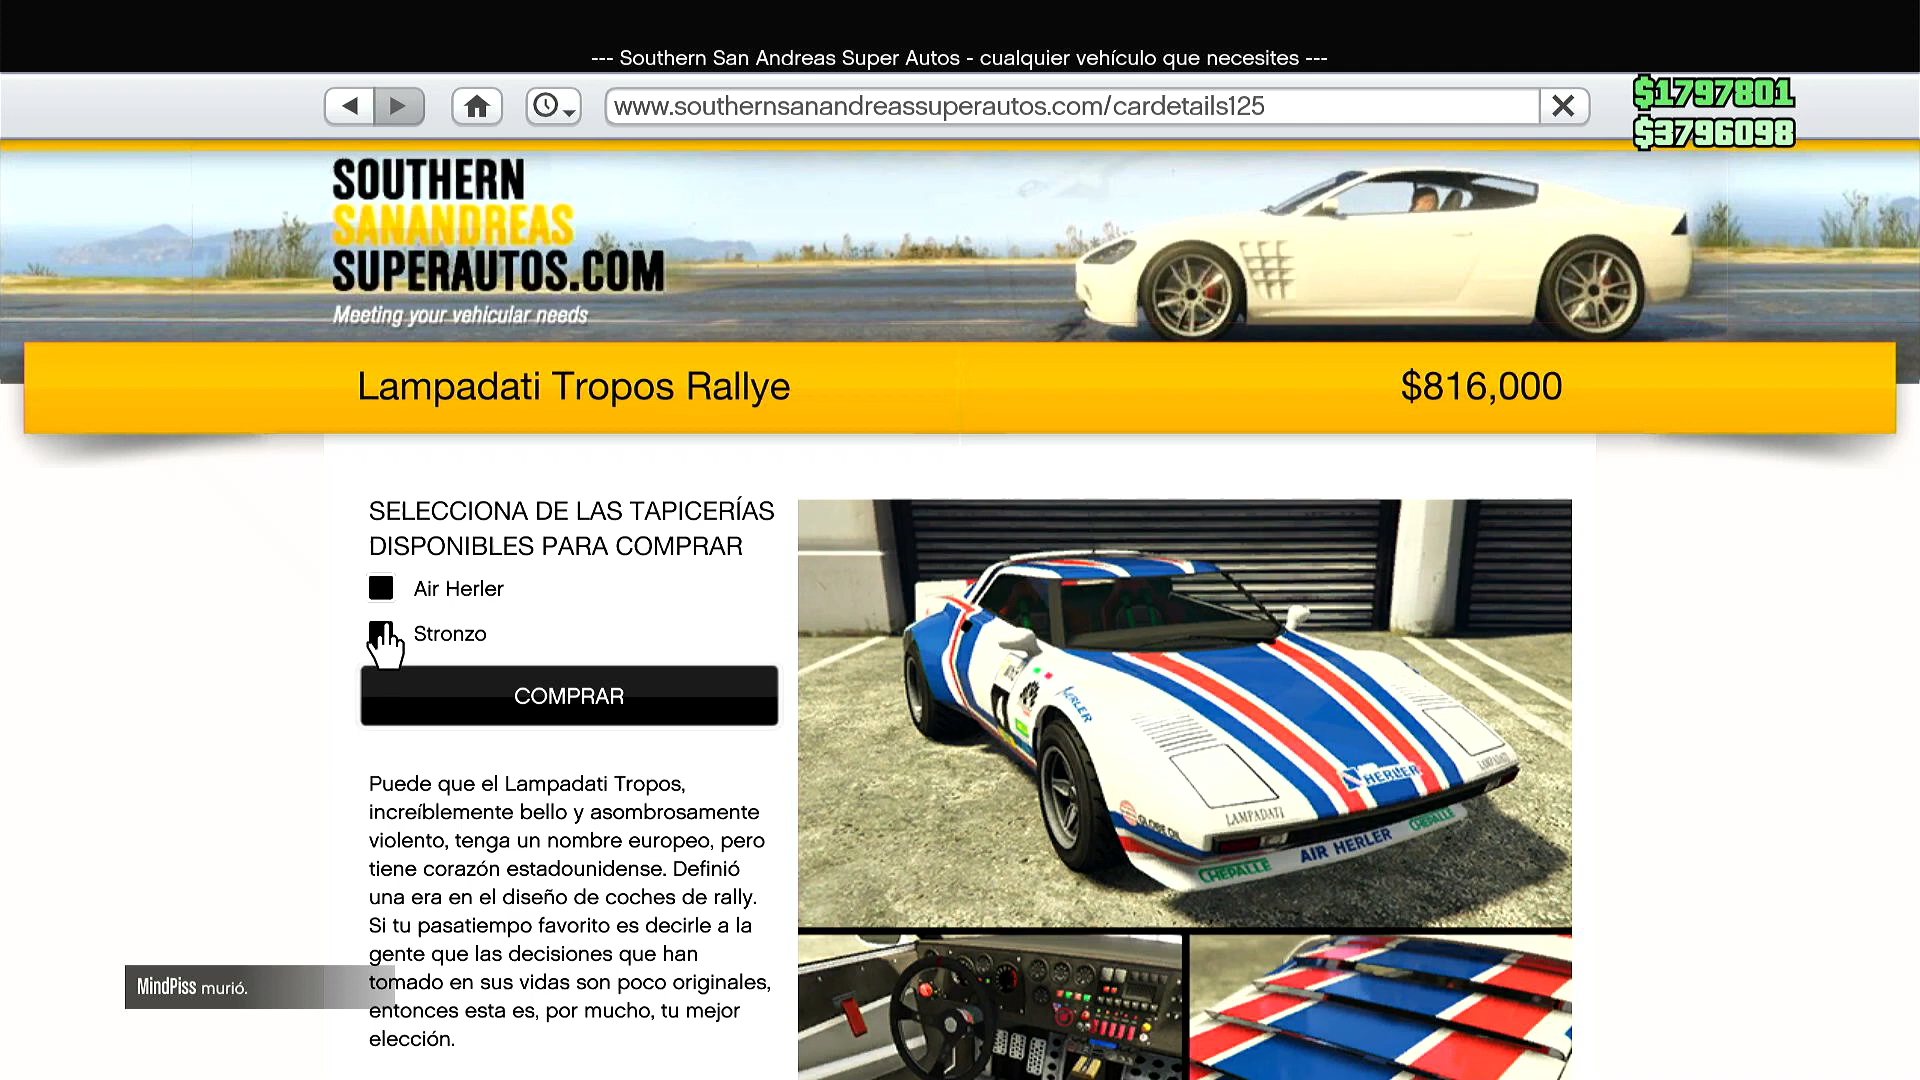 --- Southern San Andreas Super Autos - cualquier vehículo que necesites ---
www.southernsanandreassuperautos.com/cardetails125
$1797801
$3796098
SOUTHERN
SANANDREAS
SUPERAUTOS.COM
Meeting your vehicular needs
Lampadati Tropos Rallye
$816,000
SELECCIONA DE LAS TAPICERÍAS
DISPONIBLES PARA COMPRAR
Air Herler
Stronzo
COMPRAR
Puede que el Lampadati Tropos,
increíblemente bello y asombrosamente
violento, tenga un nombre europeo, pero
tiene corazón estadounidense. Definió
una era en el diseño de coches de rally.
Si tu pasatiempo favorito es decirle a la
gente que las decisiones que han
tomado en sus vidas son poco originales,
entonces esta es, por mucho, tu mejor
elección.
MindPiss murió.
HERLER
HERLER
LAMPADATI
LAMPADATI
GLOBE OIL
CHEPALLE
AIR HERLER
CHEPALLE